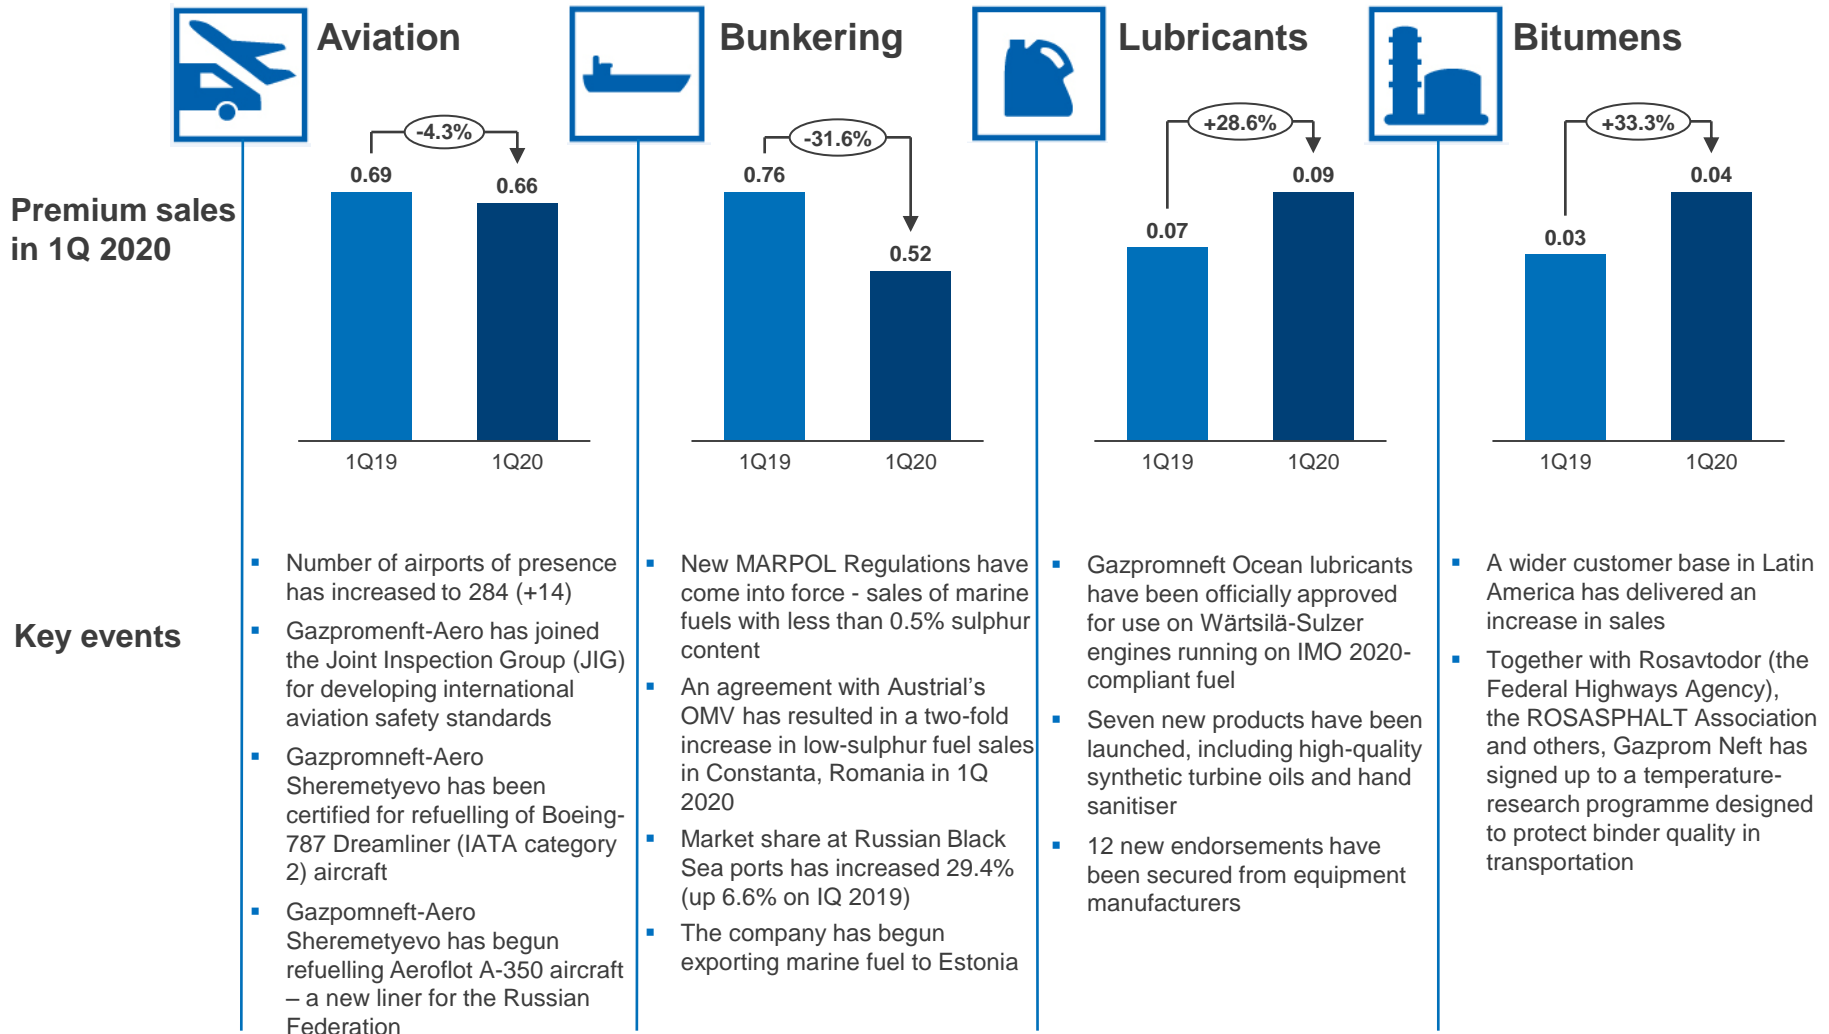 Aviation
Bunkering
Lubricants
Bitumens
Premium sales
in 1Q 2020
-4.3%
0.69
0.66
1Q19
1Q20
-31.6%
0.76
0.52
1Q19
1Q20
+28.6%
0.07
0.09
1Q19
1Q20
+33.3%
0.03
0.04
1Q19
1Q20
Key events
▪ Number of airports of presence
has increased to 284 (+14)
▪ Gazpromenft-Aero has joined
the Joint Inspection Group (JIG)
for developing international
aviation safety standards
▪ Gazpromneft-Aero
Sheremetyevo has been
certified for refuelling of Boeing-
787 Dreamliner (IATA category
2) aircraft
▪ Gazpomneft-Aero
Sheremetyevo has begun
refuelling Aeroflot A-350 aircraft
– a new liner for the Russian
Federation
▪ New MARPOL Regulations have
come into force - sales of marine
fuels with less than 0.5% sulphur
content
▪ An agreement with Austrial’s
OMV has resulted in a two-fold
increase in low-sulphur fuel sales
in Constanta, Romania in 1Q
2020
▪ Market share at Russian Black
Sea ports has increased 29.4%
(up 6.6% on IQ 2019)
▪ The company has begun
exporting marine fuel to Estonia
▪ Gazpromneft Ocean lubricants
have been officially approved
for use on Wärtsilä-Sulzer
engines running on IMO 2020-
compliant fuel
▪ Seven new products have been
launched, including high-quality
synthetic turbine oils and hand
sanitiser
▪ 12 new endorsements have
been secured from equipment
manufacturers
▪ A wider customer base in Latin
America has delivered an
increase in sales
▪ Together with Rosavtodor (the
Federal Highways Agency),
the ROSASPHALT Association
and others, Gazprom Neft has
signed up to a temperature-
research programme designed
to protect binder quality in
transportation